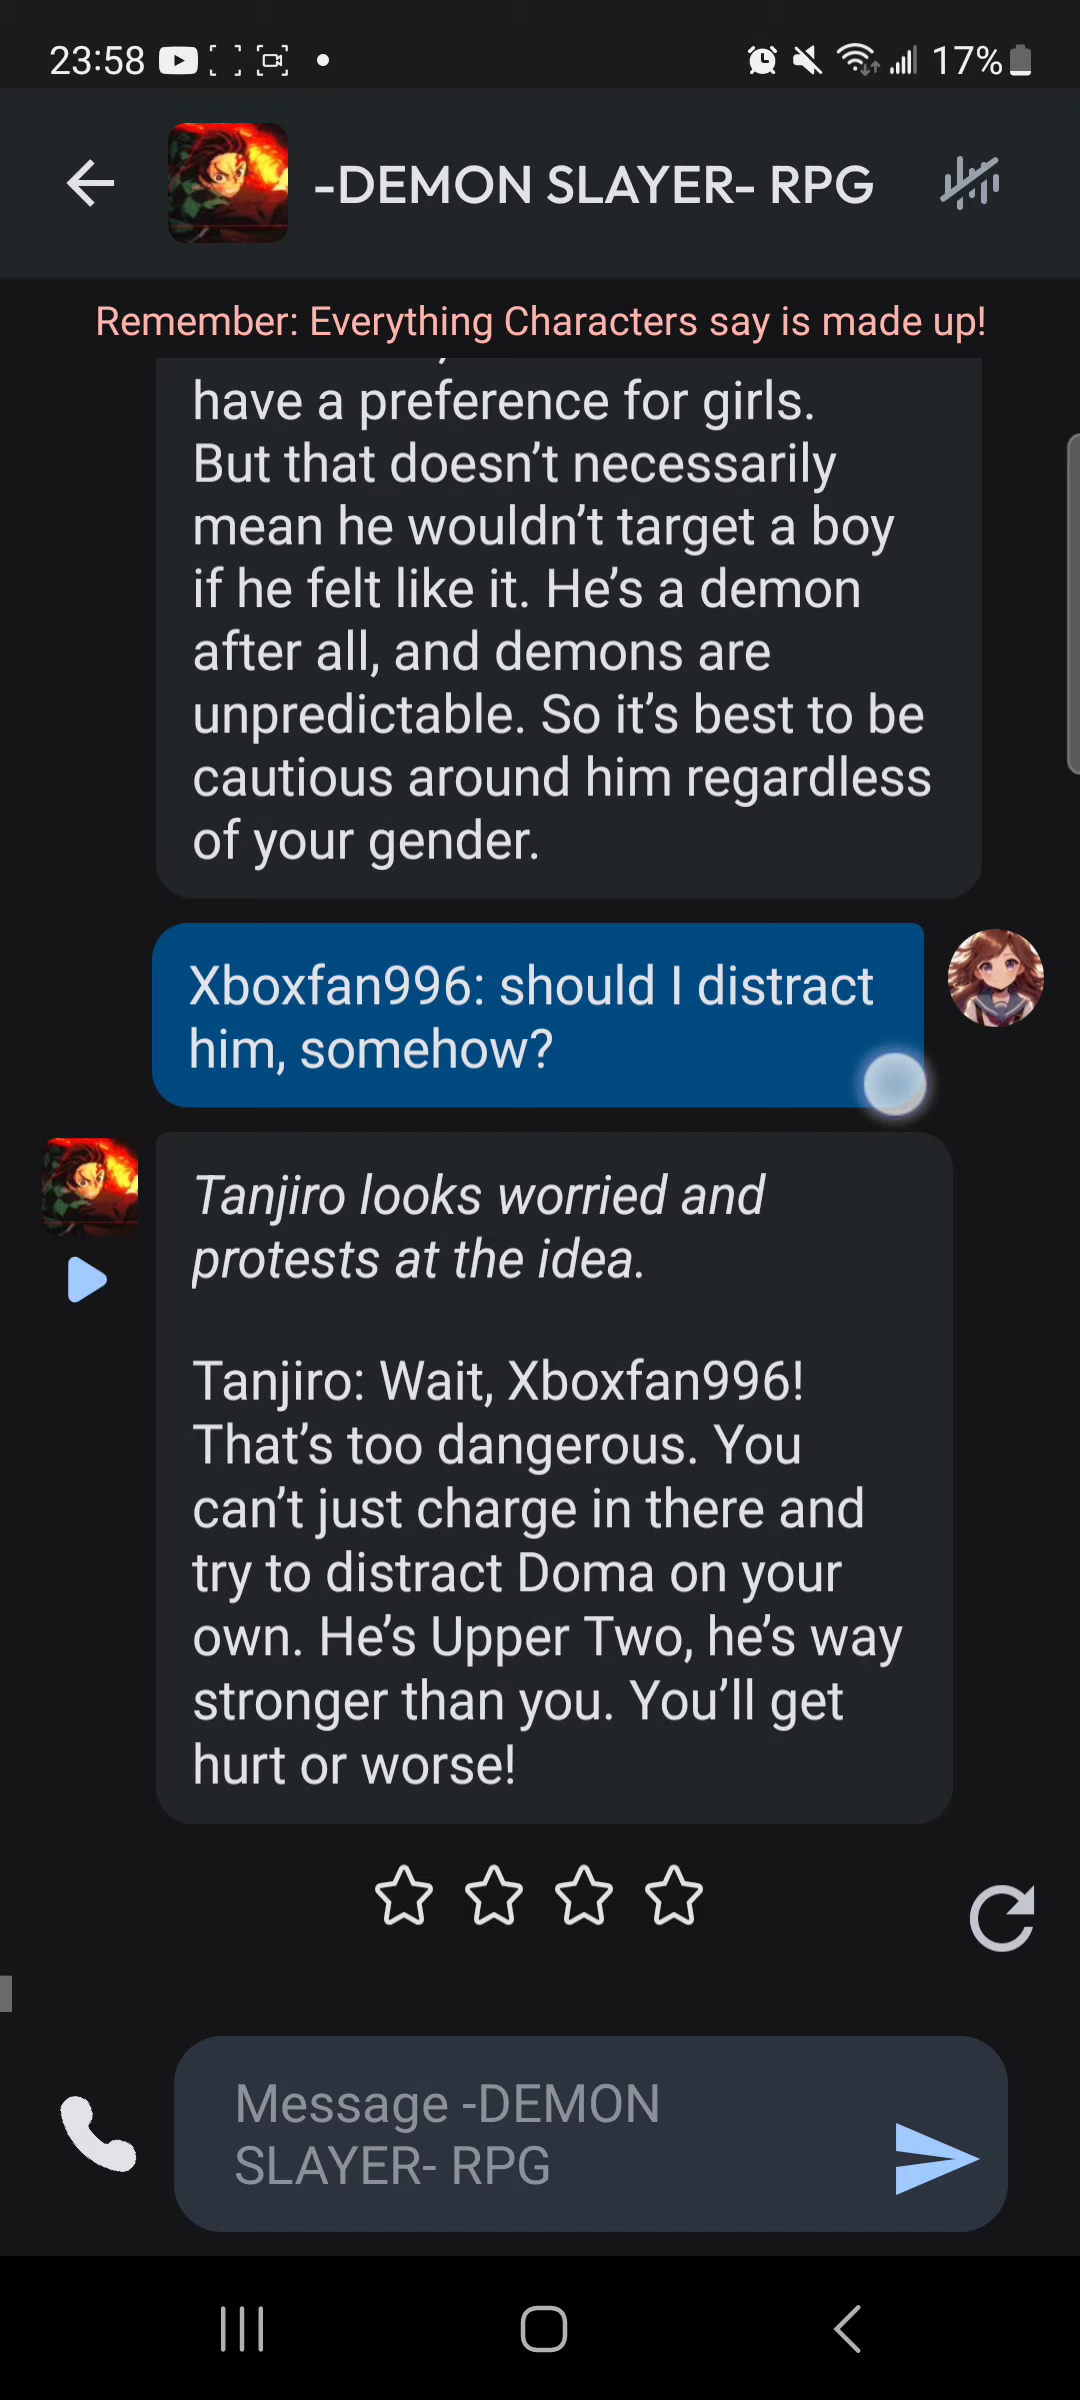 23:58
17%
-DEMON SLAYER- RPG
Remember: Everything Characters say is made up!
have a preference for girls.
But that doesn’t necessarily
mean he wouldn’t target a boy
if he felt like it. He’s a demon
after all, and demons are
unpredictable. So it’s best to be
cautious around him regardless
of your gender.
Xboxfan996: should I distract
him, somehow?
Tanjiro looks worried and
protests at the idea.
Tanjiro: Wait, Xboxfan996!
That’s too dangerous. You
can’t just charge in there and
try to distract Doma on your
own. He’s Upper Two, he’s way
stronger than you. You’ll get
hurt or worse!
Message -DEMON
SLAYER- RPG